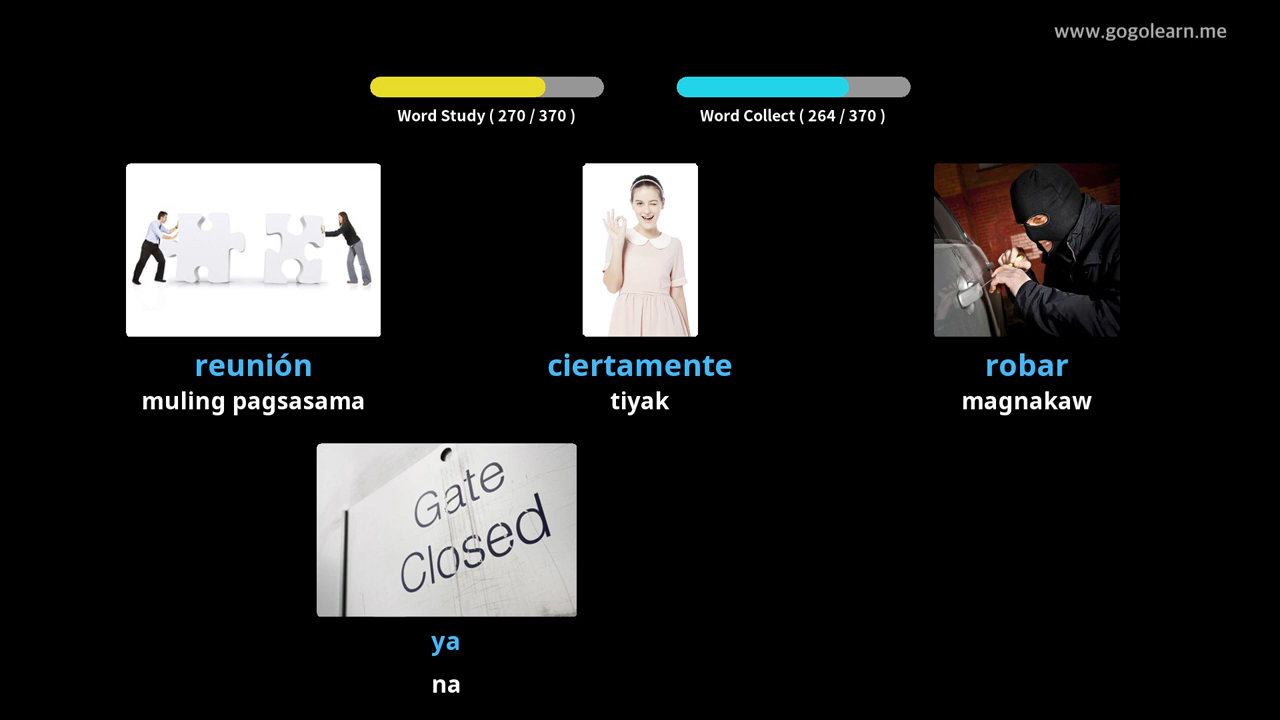 www.gogolearn.me
Word Study ( 270 / 370 )
Word Collect ( 264 / 370 )
reunión
muling pagsasama
ciertamente
tiyak
robar
magnakaw
Gate
Closed
ya
na